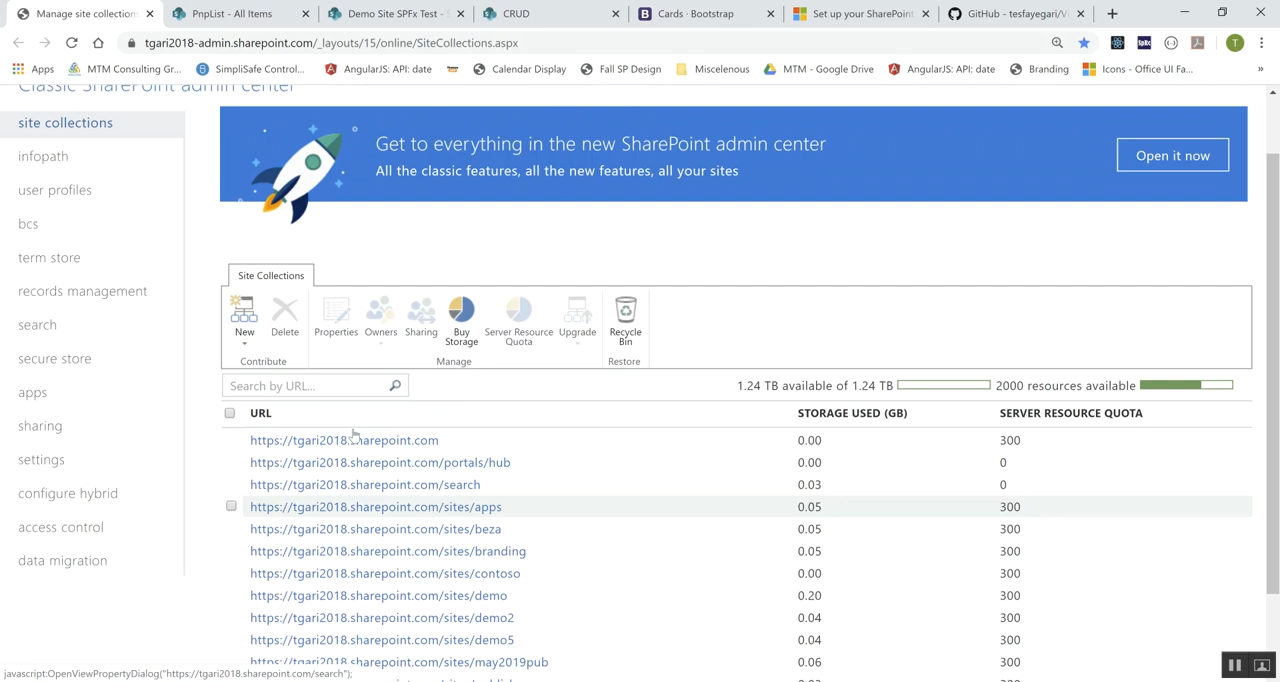 Manage site collection
PnpList - All Items
Demo Site SPFx Test - S
CRUD
Cards · Bootstrap
Set up your SharePoint
GitHub - tesfayegari/Vi
tgari2018-admin.sharepoint.com/_layouts/15/online/SiteCollections.aspx
T
Apps
MTM Consulting Gr...
SimpliSafe Control...
AngularJS: API: date
Calendar Display
Fall SP Design
Miscelenous
MTM - Google Drive
AngularJS: API: date
Branding
Icons - Office UI Fa...
»
Classic SharePoint admin center
site collections
infopath
user profiles
bcs
term store
records management
search
secure store
apps
sharing
settings
configure hybrid
access control
data migration
Get to everything in the new SharePoint admin center
All the classic features, all the new features, all your sites
Open it now
Site Collections
New
Delete
Properties
Owners
Sharing
Buy Storage
Server Resource Quota
Upgrade
Recycle Bin
Contribute
Manage
Restore
Search by URL...
1.24 TB available of 1.24 TB
2000 resources available
URL STORAGE USED (GB) SERVER RESOURCE QUOTA
https://tgari2018.sharepoint.com 0.00 300
https://tgari2018.sharepoint.com/portals/hub 0.00 0
https://tgari2018.sharepoint.com/search 0.03 0
https://tgari2018.sharepoint.com/sites/apps 0.05 300
https://tgari2018.sharepoint.com/sites/beza 0.05 300
https://tgari2018.sharepoint.com/sites/branding 0.05 300
https://tgari2018.sharepoint.com/sites/contoso 0.00 300
https://tgari2018.sharepoint.com/sites/demo 0.20 300
https://tgari2018.sharepoint.com/sites/demo2 0.04 300
https://tgari2018.sharepoint.com/sites/demo5 0.04 300
https://tgari2018.sharepoint.com/sites/may2019pub 0.06 300
javascript:OpenViewPropertyDialog("https://tgari2018.sharepoint.com/search");